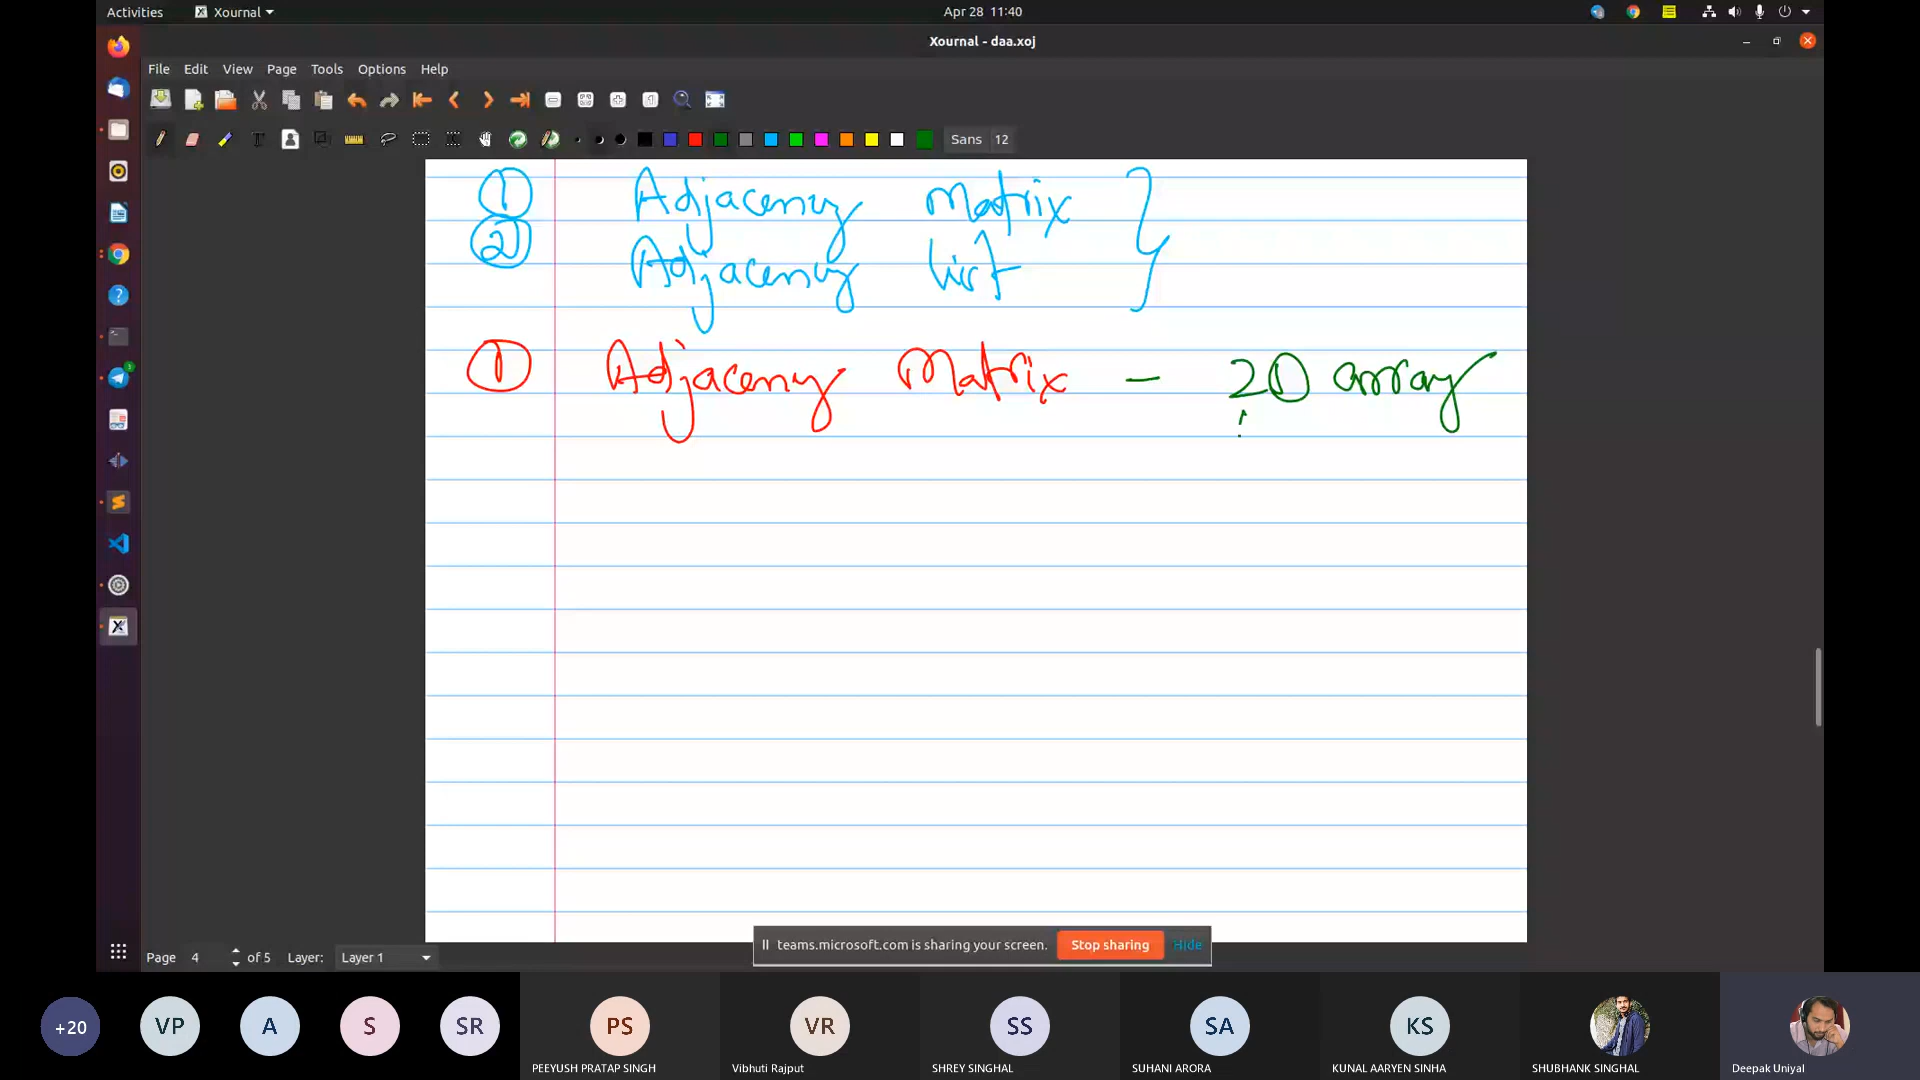 Activities Xournal Apr 28 11:40
Xournal - daa.xoj
File Edit View Page Tools Options Help
Sans 12
① Adjacency Matrix
② Adjacency List
① Adjacency Matrix - 2D array
teams.microsoft.com is sharing your screen. Stop sharing Hide
Page 4 of 5 Layer: Layer 1
+20 VP A S SR PS VR SS SA KS
PEEYUSH PRATAP SINGH Vibhuti Rajput SHREY SINGHAL SUHANI ARORA KUNAL AARYEN SINHA SHUBHANK SINGHAL Deepak Uniyal